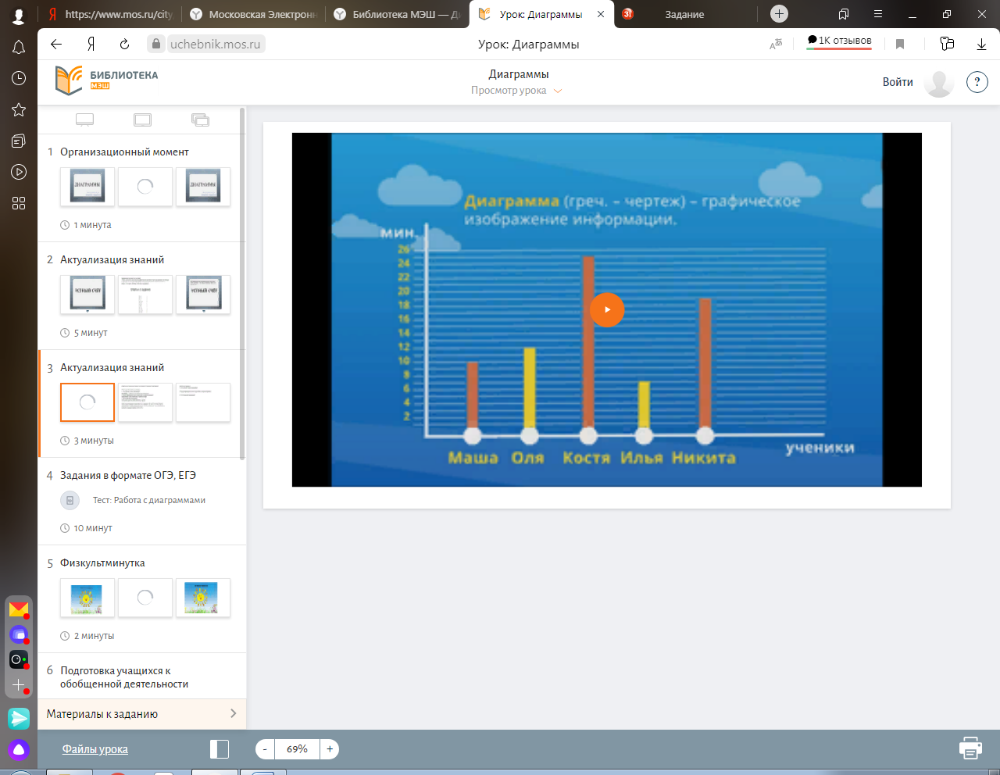 https://www.mos.ru/city
Московская Электронн
Библиотека МЭШ — Ди
Урок: Диаграммы
Задание
uchebnik.mos.ru
Урок: Диаграммы
1K отзывов
БИБЛИОТЕКА
МЭШ
Диаграммы
Просмотр урока
Войти
?
1 Организационный момент
ДИАГРАММЫ
ДИАГРАММЫ
1 минута
2 Актуализация знаний
УСТНЫЙ СЧЁТ
УСТНЫЙ СЧЁТ
5 минут
3 Актуализация знаний
3 минуты
4 Задания в формате ОГЭ, ЕГЭ
Тест: Работа с диаграммами
10 минут
5 Физкультминутка
2 минуты
6 Подготовка учащихся к
обобщенной деятельности
Материалы к заданию
Диаграмма (греч. – чертеж) – графическое
изображение информации.
мин.
26
24
22
20
18
16
14
12
10
8
6
4
2
Маша Оля Костя Илья Никита
ученики
Файлы урока
- 69% +